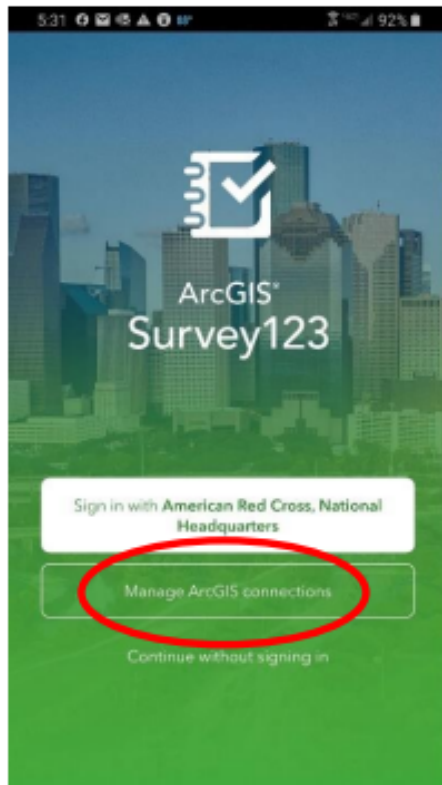 5:31 88° 92%
ArcGIS®
Survey123
Sign in with American Red Cross, National
Headquarters
Manage ArcGIS connections
Continue without signing in